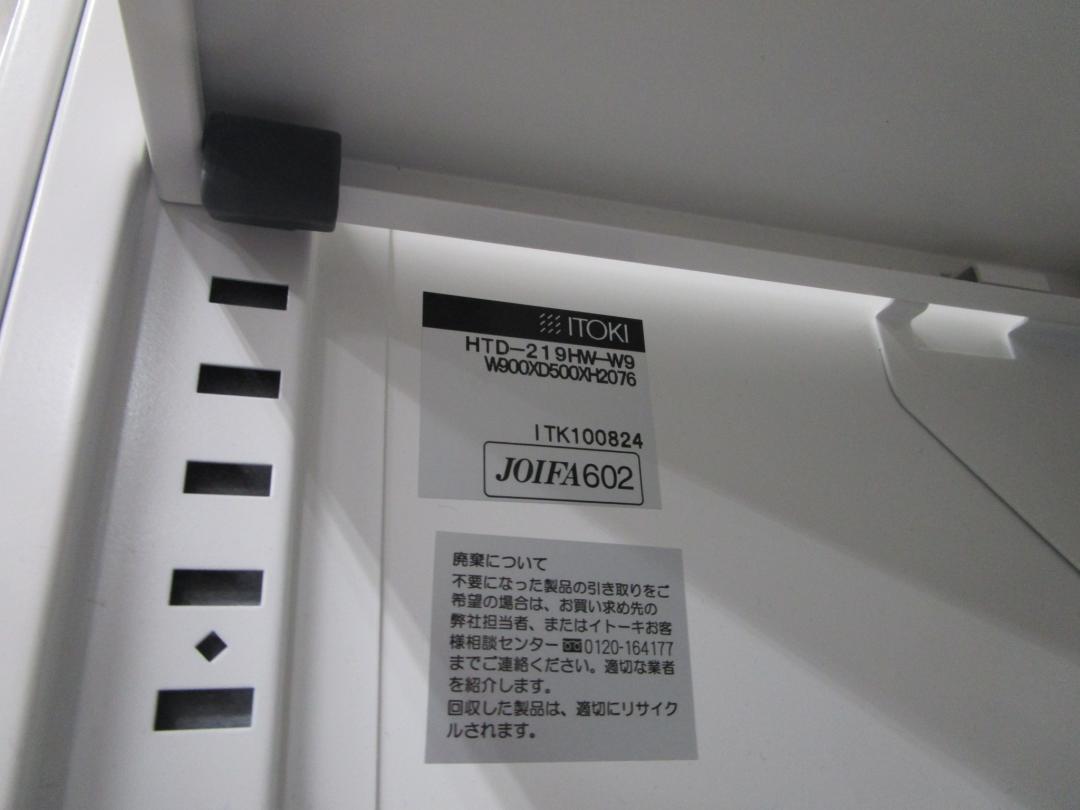 ITOKI
HTD-219HW-W9
W900XD500XH2076
ITK100824
JOIFA602
廃棄について
不要になった製品の引き取りをご
希望の場合は、お買い求め先の
弊社担当者、またはイトーキお客
様相談センター 0120-164177
までご連絡ください。適切な業者
を紹介します。
回収した製品は、適切にリサイク
ルされます。